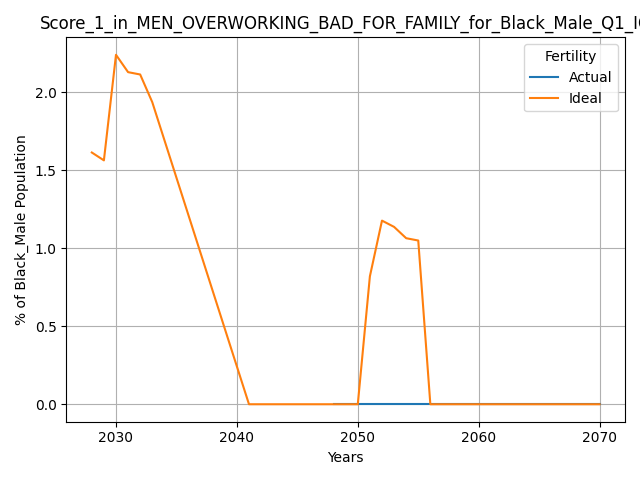 Score_1_in_MEN_OVERWORKING_BAD_FOR_FAMILY_for_Black_Male_Q1_I
Fertility
Actual
Ideal
% of Black_Male Population
2.0
1.5
1.0
0.5
0.0
2030 2040 2050 2060 2070
Years